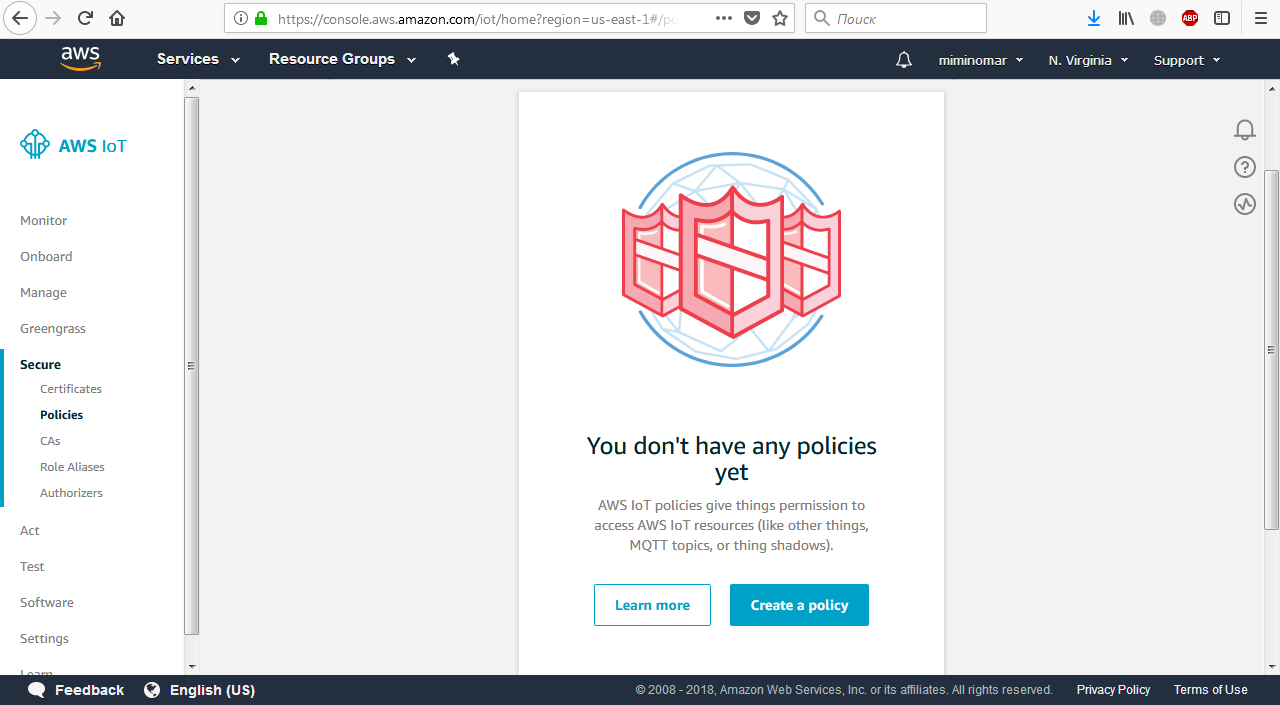 https://console.aws.amazon.com/iot/home?region=us-east-1#/po
Поиск
ABP
aws
Services
Resource Groups
miminomar
N. Virginia
Support
AWS IoT
Monitor
Onboard
Manage
Greengrass
Secure
Certificates
Policies
CAs
Role Aliases
Authorizers
Act
Test
Software
Settings
Learn
You don't have any policies
yet
AWS IoT policies give things permission to
access AWS IoT resources (like other things,
MQTT topics, or thing shadows).
Learn more
Create a policy
Feedback
English (US)
© 2008 - 2018, Amazon Web Services, Inc. or its affiliates. All rights reserved.
Privacy Policy
Terms of Use